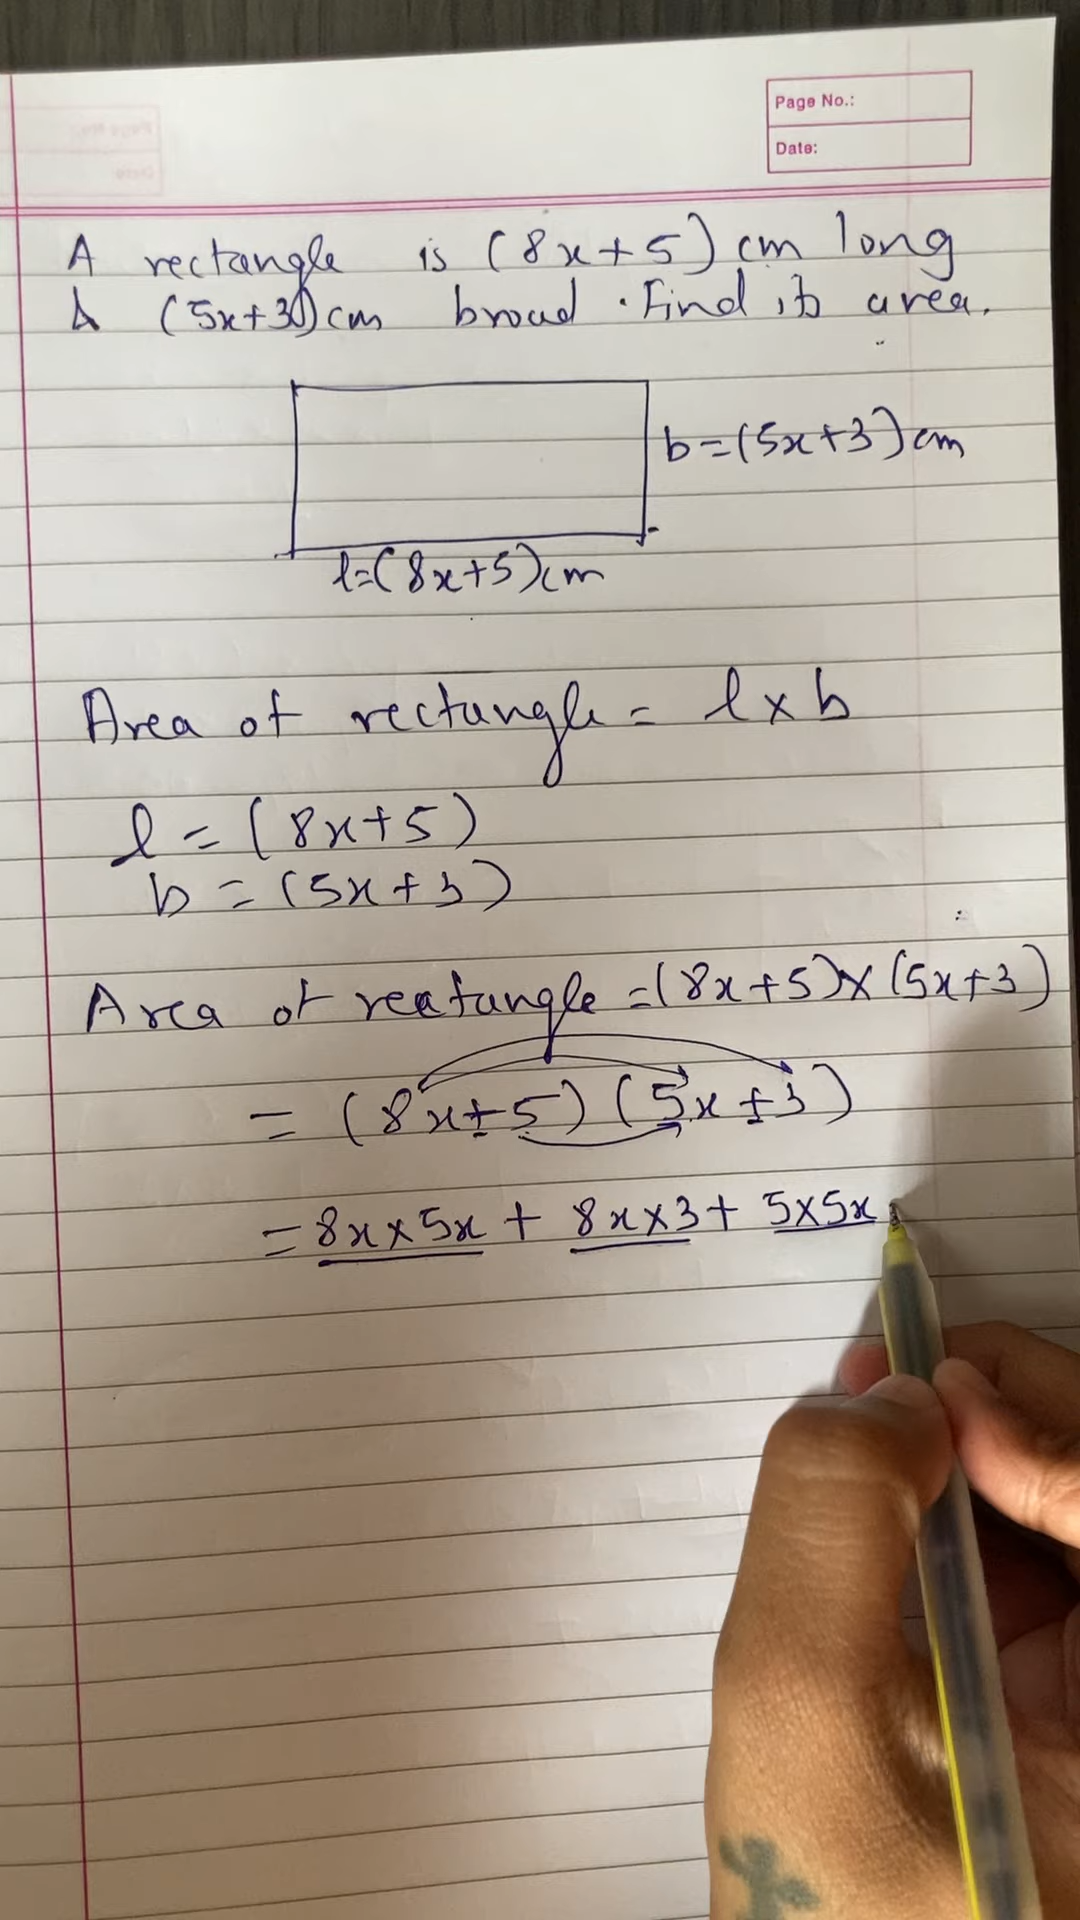 Page No.:
Date:
A rectangle is (8x+5) cm long
& (5x+3) cm broad. Find its area.
b=(5x+3) cm
l=(8x+5) cm
Area of rectangle = l x b
l = (8x+5)
b = (5x+3)
Area of rectangle =(8x+5)×(5x+3)
= (8x+5) (5x+3)
= 8x×5x + 8x×3+ 5×5x